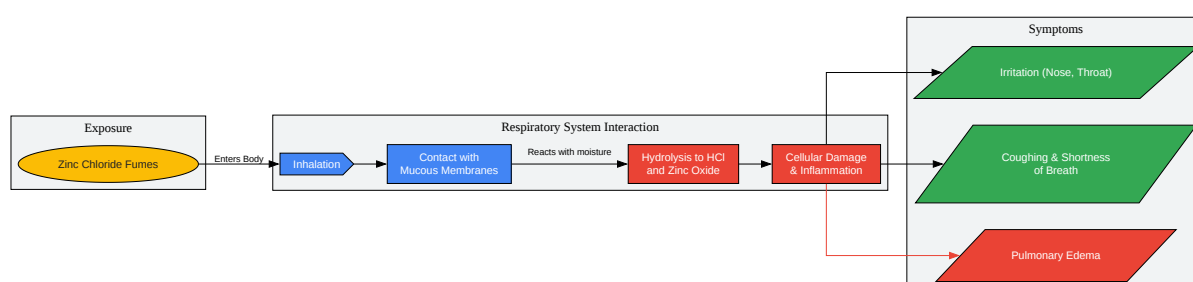 Symptoms
Irritation (Nose, Throat)
Exposure
Respiratory System Interaction
Zinc Chloride Fumes
Enters Body
Inhalation
Contact with
Mucous Membranes
Reacts with moisture
Hydrolysis to HCl
and Zinc Oxide
Cellular Damage
& Inflammation
Coughing & Shortness
of Breath
Pulmonary Edema